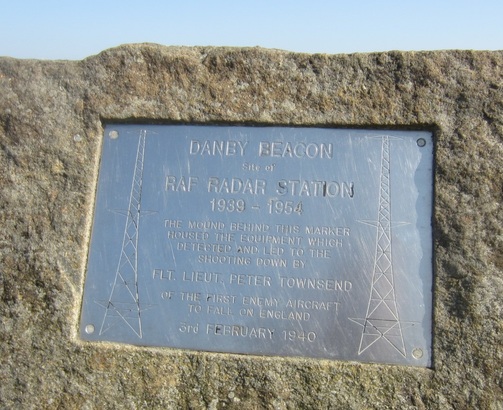 DANBY BEACON
Site of
RAF RADAR STATION
1939 - 1954
THE MOUND BEHIND THIS MARKER
HOUSED THE EQUIPMENT WHICH
DETECTED AND LED TO THE
SHOOTING DOWN BY
FLT. LIEUT. PETER TOWNSEND
OF THE FIRST ENEMY AIRCRAFT
TO FALL ON ENGLAND
3rd FEBRUARY 1940